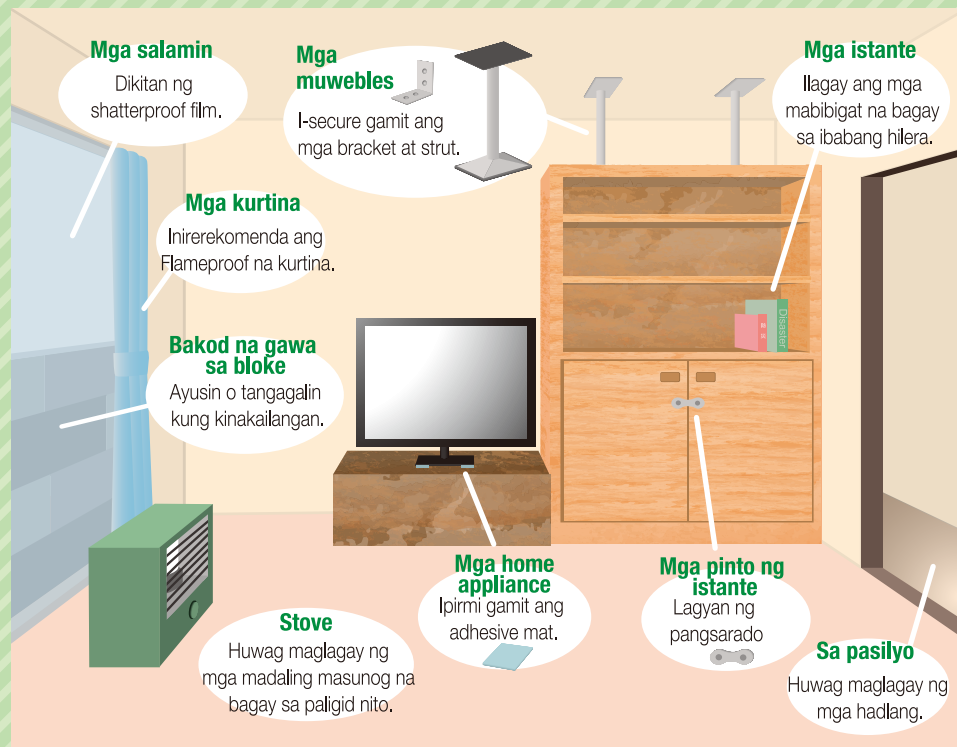 Mga salamin
Dikitan ng
shatterproof film.
Mga
muwebles
I-secure gamit ang
mga bracket at strut.
Mga istante
Ilagay ang mga
mabibigat na bagay
sa ibabang hilera.
Mga kurtina
Inirerekomenda ang
Flameproof na kurtina.
Bakod na gawa
sa bloke
Ayusin o tangagalin
kung kinakailangan.
Disaster
Mga home
appliance
Ipirmi gamit ang
adhesive mat.
Mga pinto ng
istante
Lagyan ng
pangsarado
Stove
Huwag maglagay ng
mga madaling masunog na
bagay sa paligid nito.
Sa pasilyo
Huwag maglagay ng
mga hadlang.